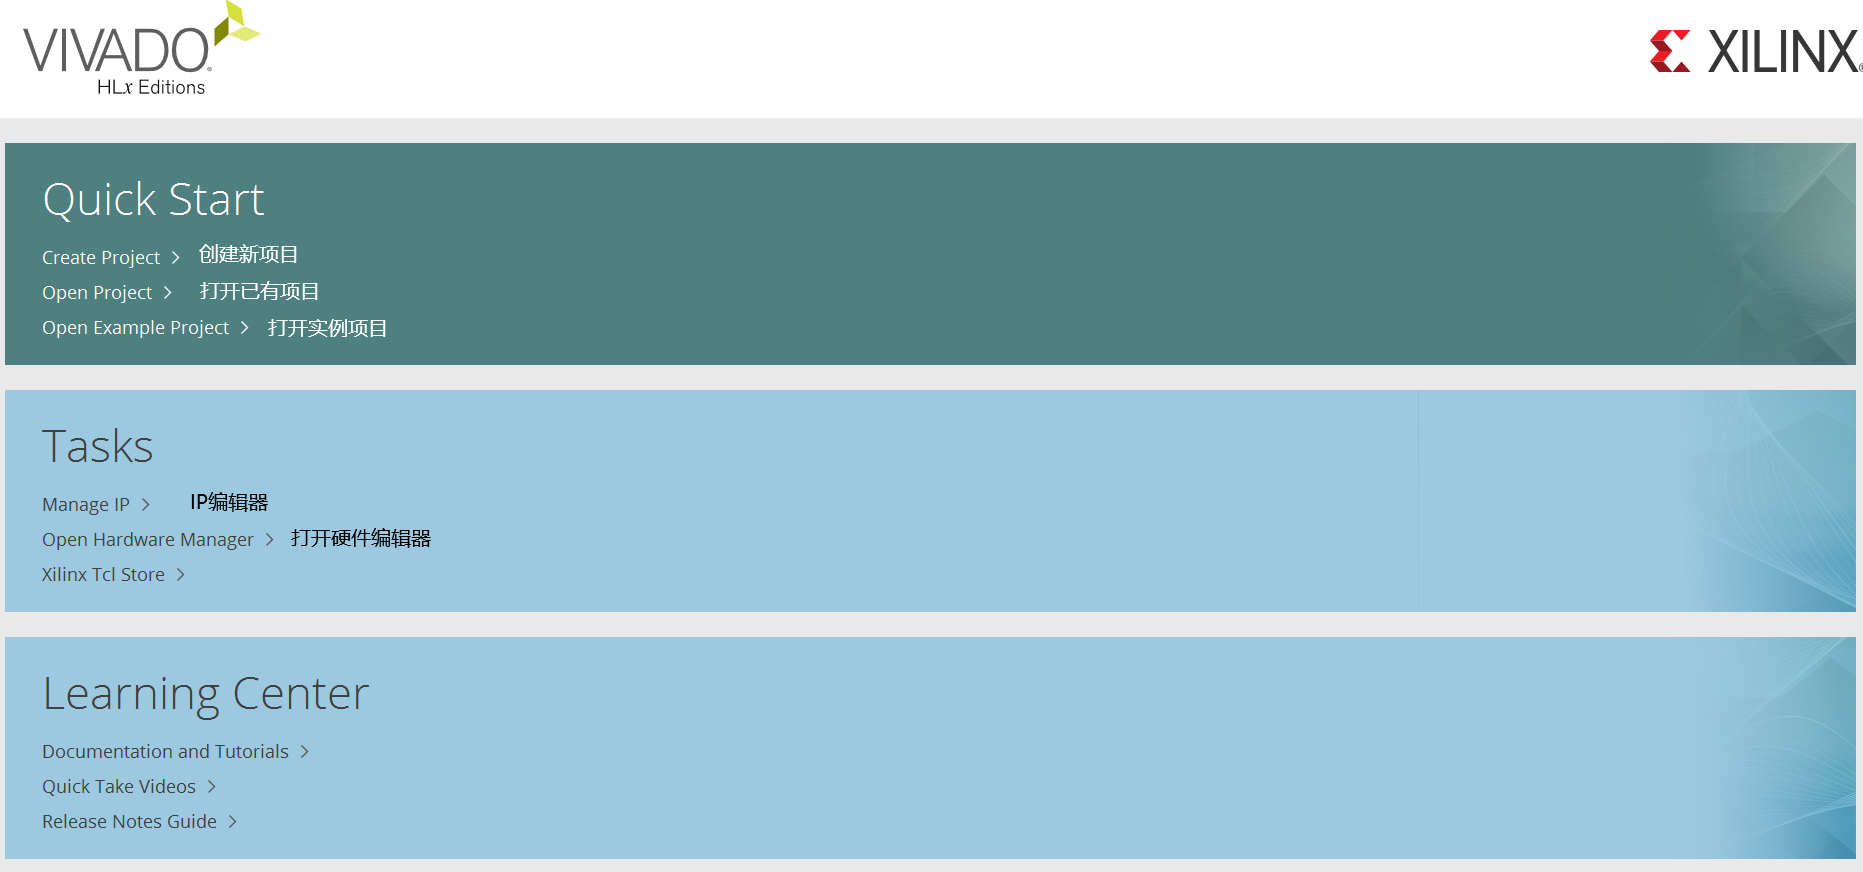 VIVADO®
HLx Editions
XILINX®
Quick Start
Create Project > 创建新项目
Open Project > 打开已有项目
Open Example Project > 打开实例项目
Tasks
Manage IP > IP编辑器
Open Hardware Manager > 打开硬件编辑器
Xilinx Tcl Store >
Learning Center
Documentation and Tutorials >
Quick Take Videos >
Release Notes Guide >